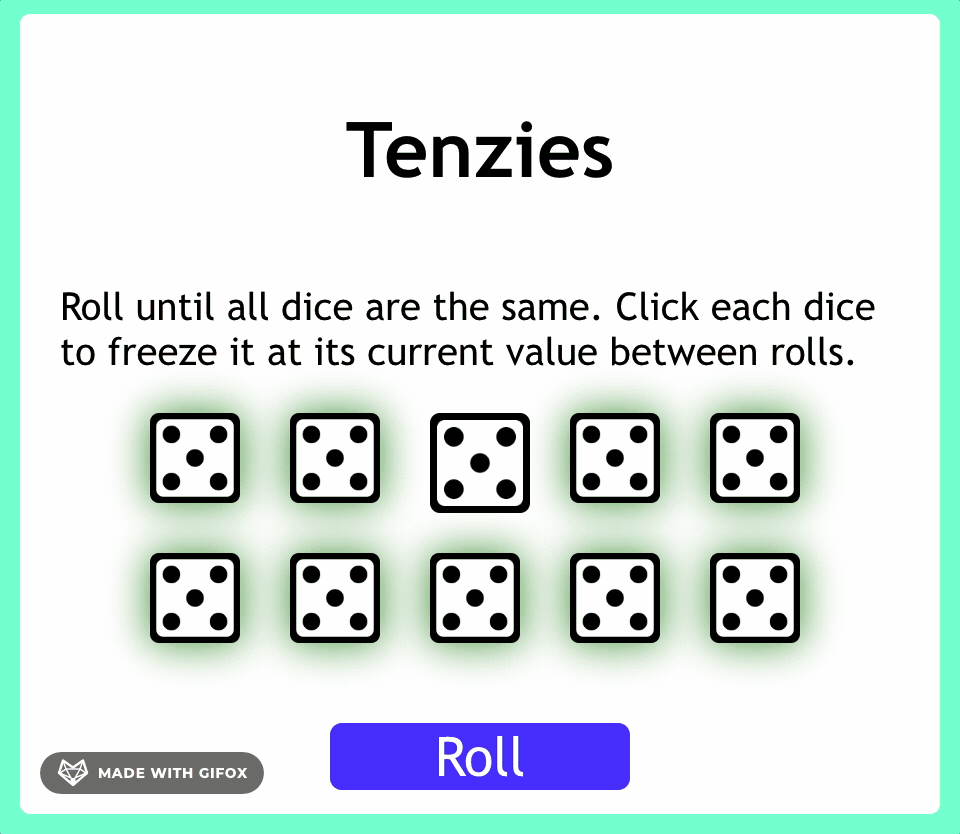 Tenzies
Roll until all dice are the same. Click each dice
to freeze it at its current value between rolls.
Roll
MADE WITH GIFOX